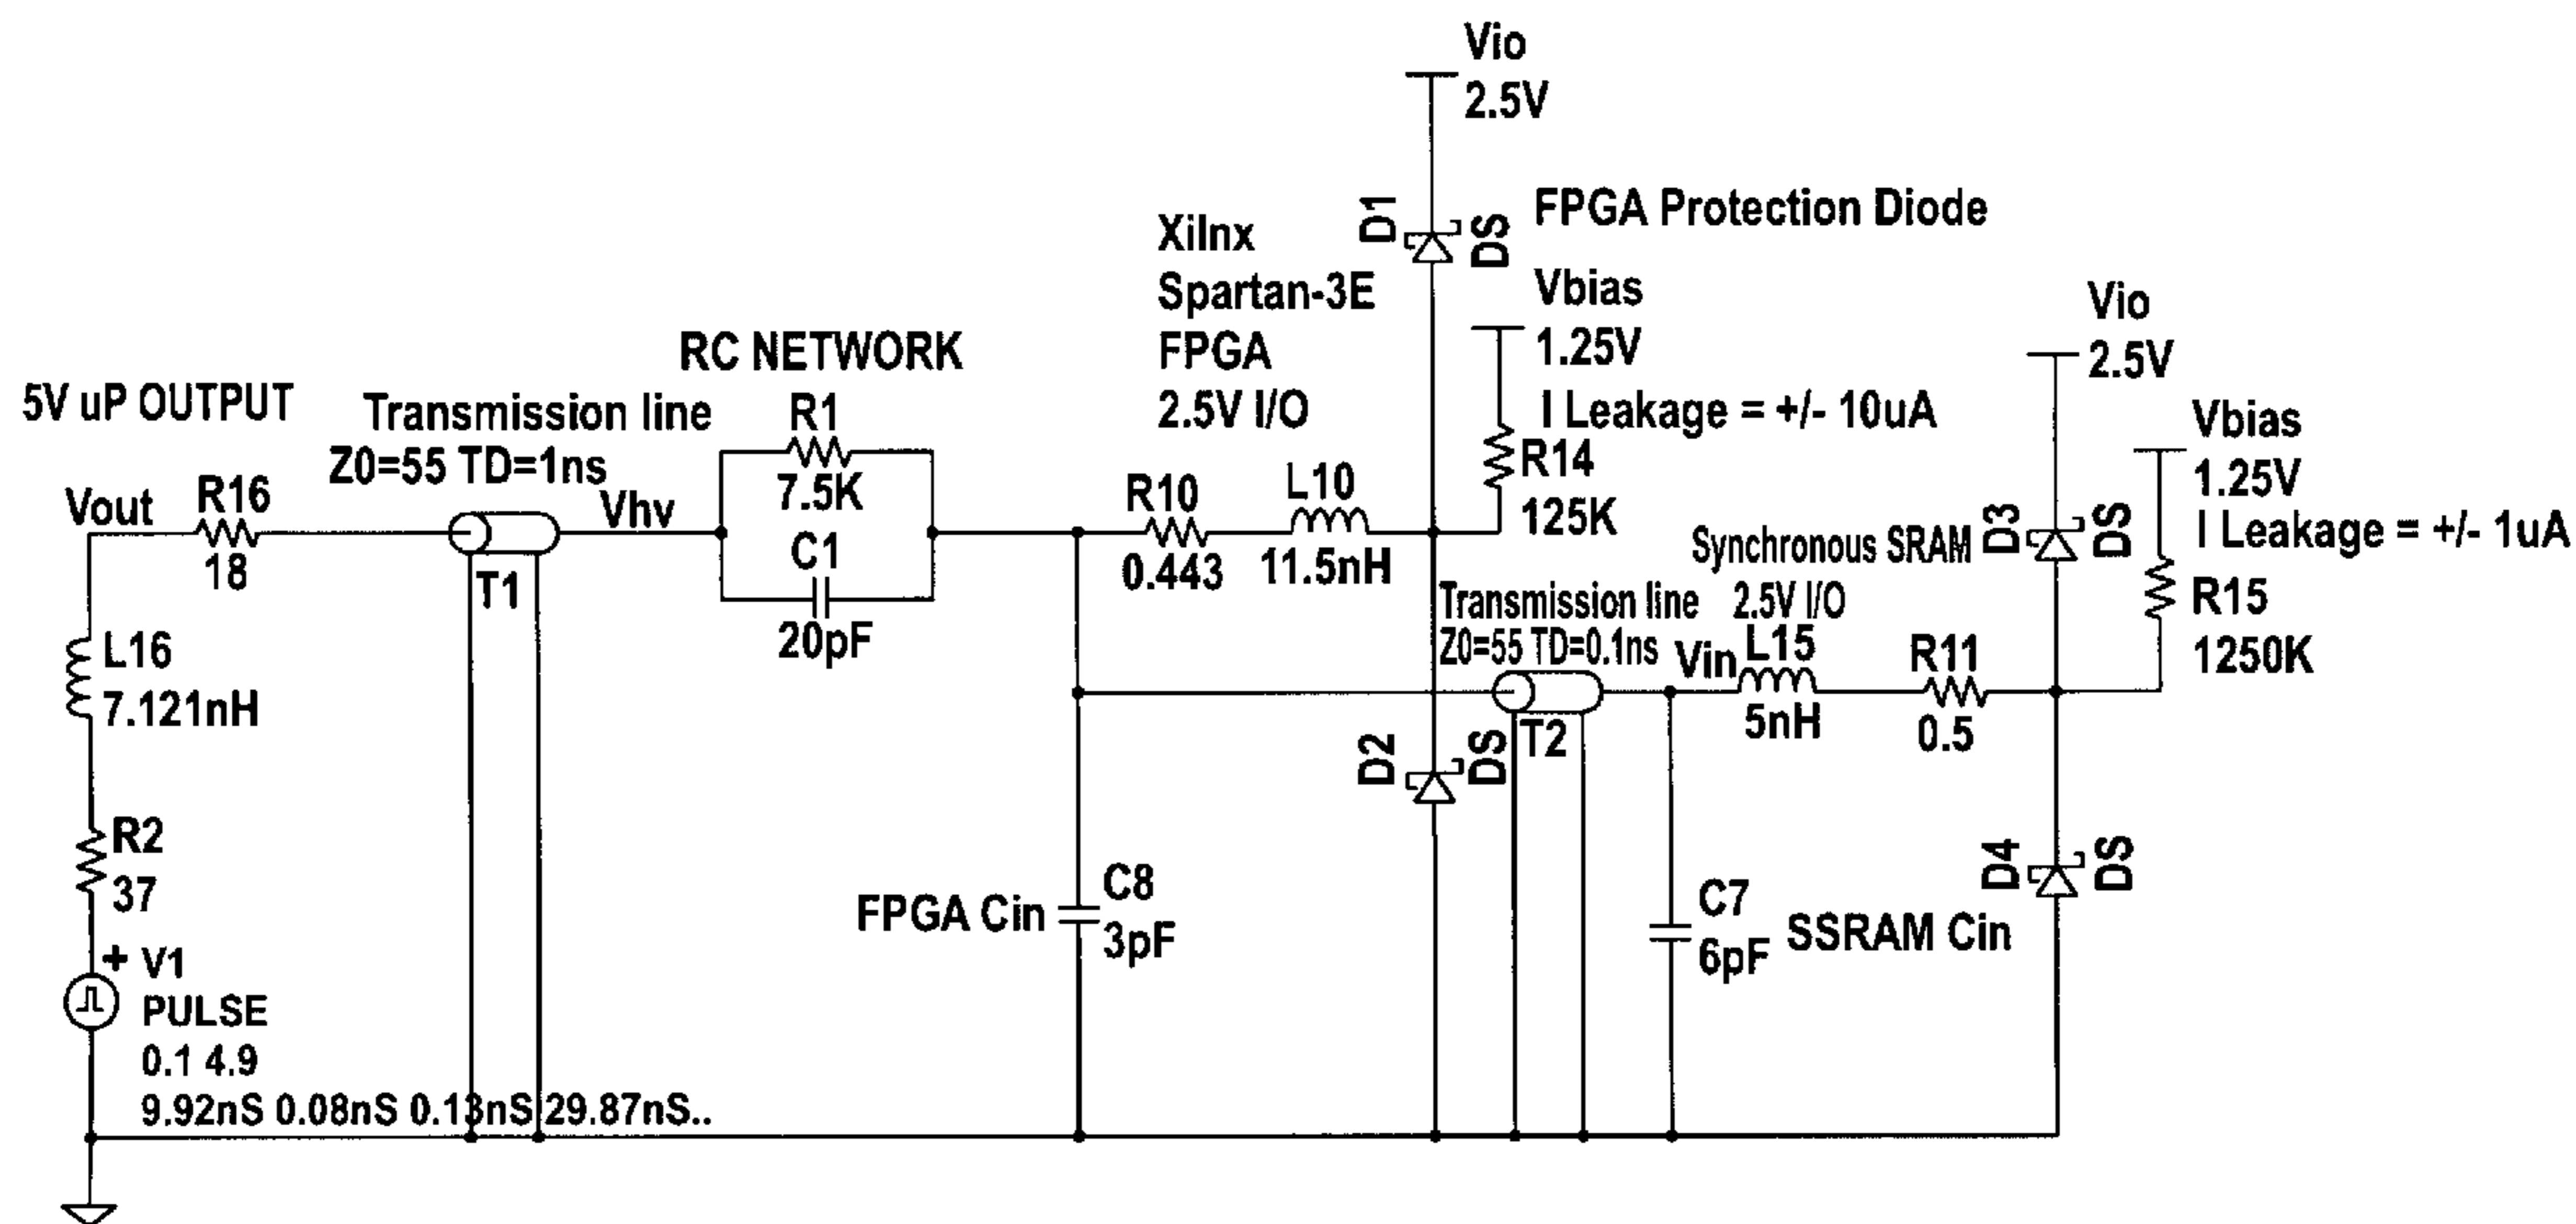 Vio
2.5V
D1
DS
FPGA Protection Diode
Xilnx
Spartan-3E
FPGA
2.5V I/O
Vbias
1.25V
I Leakage = +/- 10uA
R14
125K
Vio
2.5V
Vbias
1.25V
I Leakage = +/- 1uA
R15
1250K
D3
DS
RC NETWORK
R1
7.5K
C1
20pF
5V uP OUTPUT
Transmission line
Z0=55 TD=1ns
Vhv
Vout
R16
18
T1
R10
0.443
L10
11.5nH
Synchronous SRAM
2.5V I/O
Transmission line
Z0=55 TD=0.1ns
Vin
L15
5nH
R11
0.5
T2
L16
7.121nH
R2
37
D2
DS
D4
DS
FPGA Cin
C8
3pF
C7
6pF
SSRAM Cin
+
V1
PULSE
0.1 4.9
9.92nS 0.08nS 0.13nS 29.87nS..